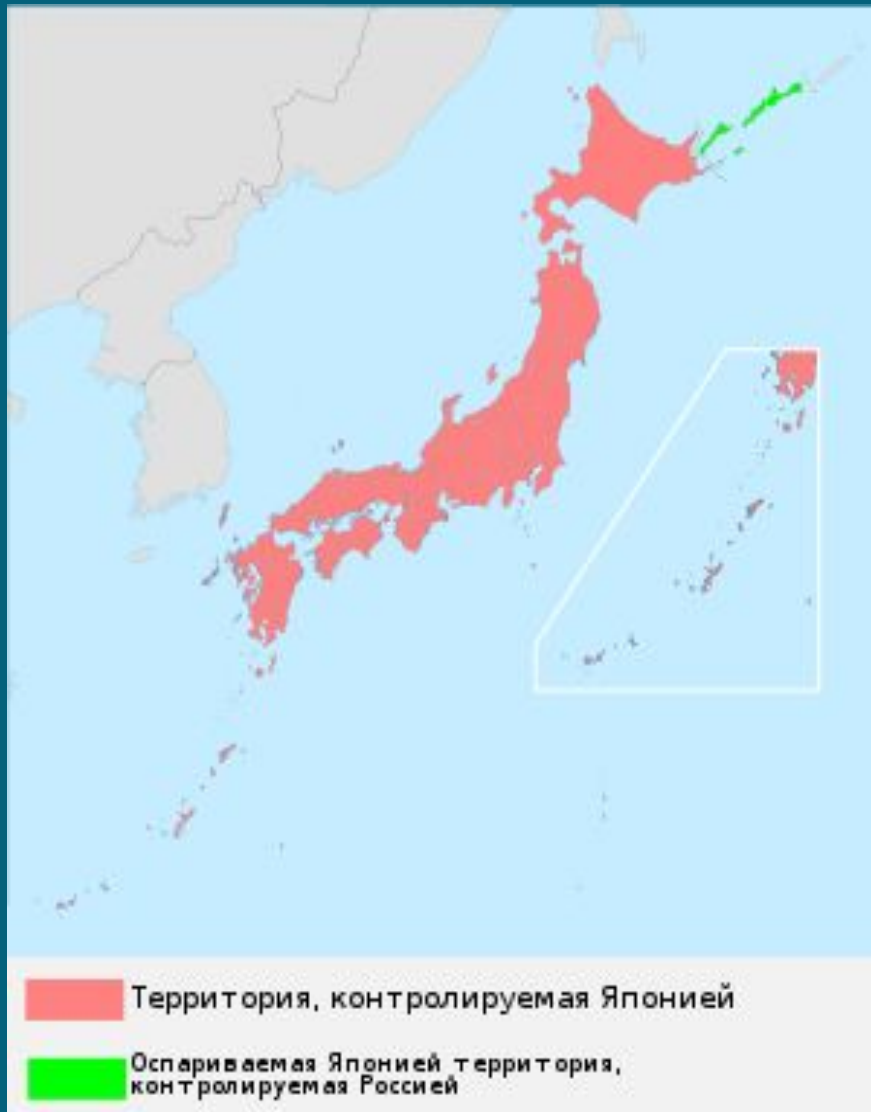 Территория, контролируемая Японией
Оспариваемая Японией территория,
контролируемая Россией